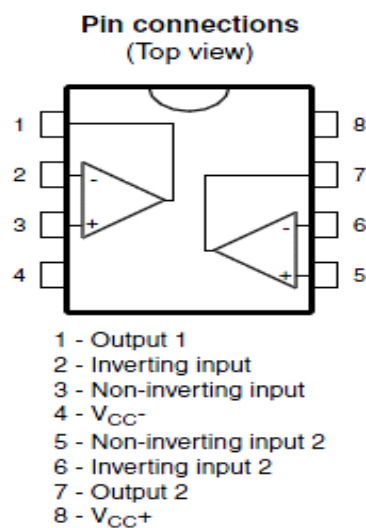 Pin connections
(Top view)
1 8
2 - 7
3 + - 6
4 + 5
1 - Output 1
2 - Inverting input
3 - Non-inverting input
4 - VCC-
5 - Non-inverting input 2
6 - Inverting input 2
7 - Output 2
8 - VCC+